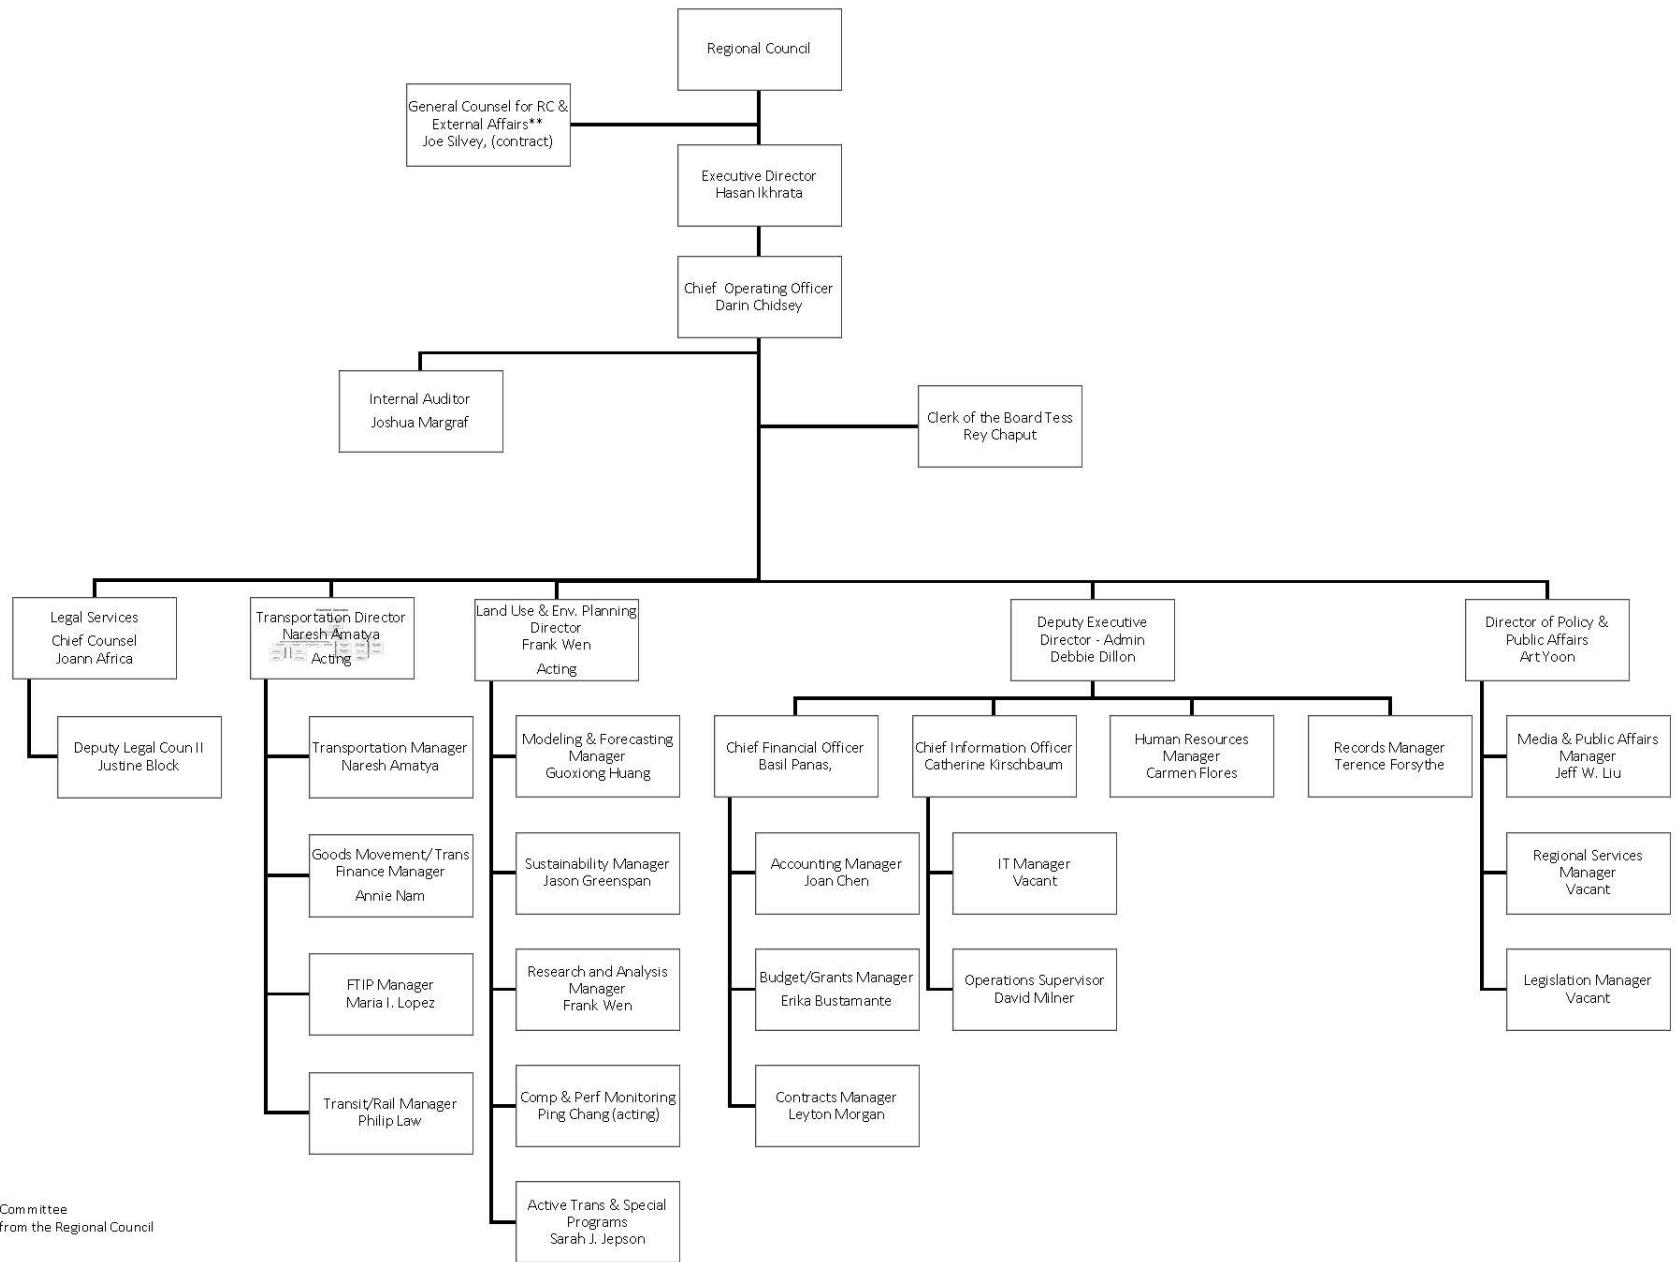 Regional Council
General Counsel for RC &
External Affairs**
Joe Silvey, (contract)
Executive Director
Hasan Ikhrata
Chief Operating Officer
Darin Chidsey
Internal Auditor
Joshua Margraf
Clerk of the Board Tess
Rey Chaput
Legal Services
Chief Counsel
Joann Africa
Transportation Director
Naresh Amatya
Acting
Land Use & Env. Planning
Director
Frank Wen
Acting
Deputy Executive
Director - Admin
Debbie Dillon
Director of Policy &
Public Affairs
Art Yoon
Deputy Legal Coun II
Justine Block
Transportation Manager
Naresh Amatya
Goods Movement/Trans
Finance Manager
Annie Nam
FTIP Manager
Maria I. Lopez
Transit/Rail Manager
Philip Law
Modeling & Forecasting
Manager
Guoxiong Huang
Sustainability Manager
Jason Greenspan
Research and Analysis
Manager
Frank Wen
Comp & Perf Monitoring
Ping Chang (acting)
Active Trans & Special
Programs
Sarah J. Jepson
Chief Financial Officer
Basil Panas,
Accounting Manager
Joan Chen
Budget/Grants Manager
Erika Bustamante
Contracts Manager
Leyton Morgan
Chief Information Officer
Catherine Kirschbaum
IT Manager
Vacant
Operations Supervisor
David Milner
Human Resources
Manager
Carmen Flores
Records Manager
Terence Forsythe
Media & Public Affairs
Manager
Jeff W. Liu
Regional Services
Manager
Vacant
Legislation Manager
Vacant
Committee
from the Regional Council